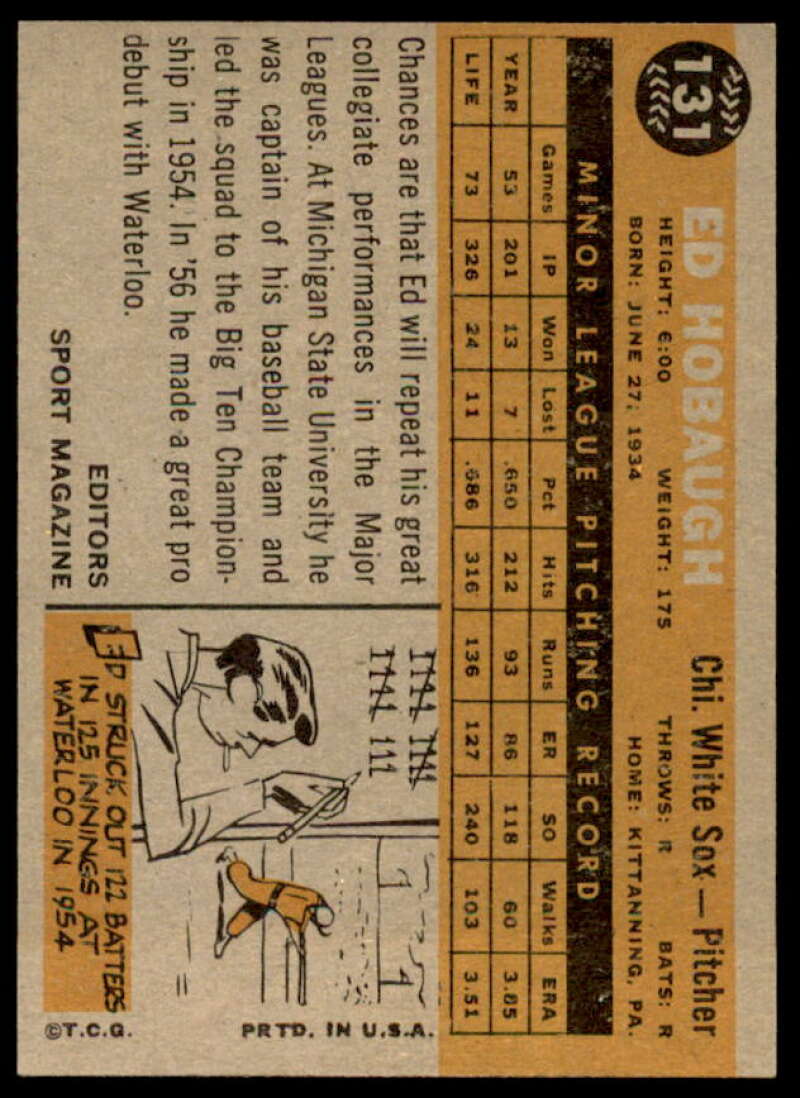 131
ED HOBAUGH Chi. White Sox — Pitcher
HEIGHT: 6:00 WEIGHT: 175 THROWS: R BATS: R
BORN: JUNE 27, 1934 HOME: KITTANNING, PA.
MINOR LEAGUE PITCHING RECORD
Games IP Won Lost Pct Hits Runs ER SO Walks ERA
YEAR 53 201 13 7 .650 212 93 86 118 60 3.85
LIFE 73 326 24 11 .686 316 136 127 240 103 3.51
Chances are that Ed will repeat his great
collegiate performances in the Major
Leagues. At Michigan State University he
was captain of his baseball team and
led the squad to the Big Ten Champion-
ship in 1954. In '56 he made a great pro
debut with Waterloo.
EDITORS
SPORT MAGAZINE
ED STRUCK OUT 122 BATTERS
IN 125 INNINGS AT
WATERLOO IN 1954
PRTD. IN U.S.A.
©T.C.G.